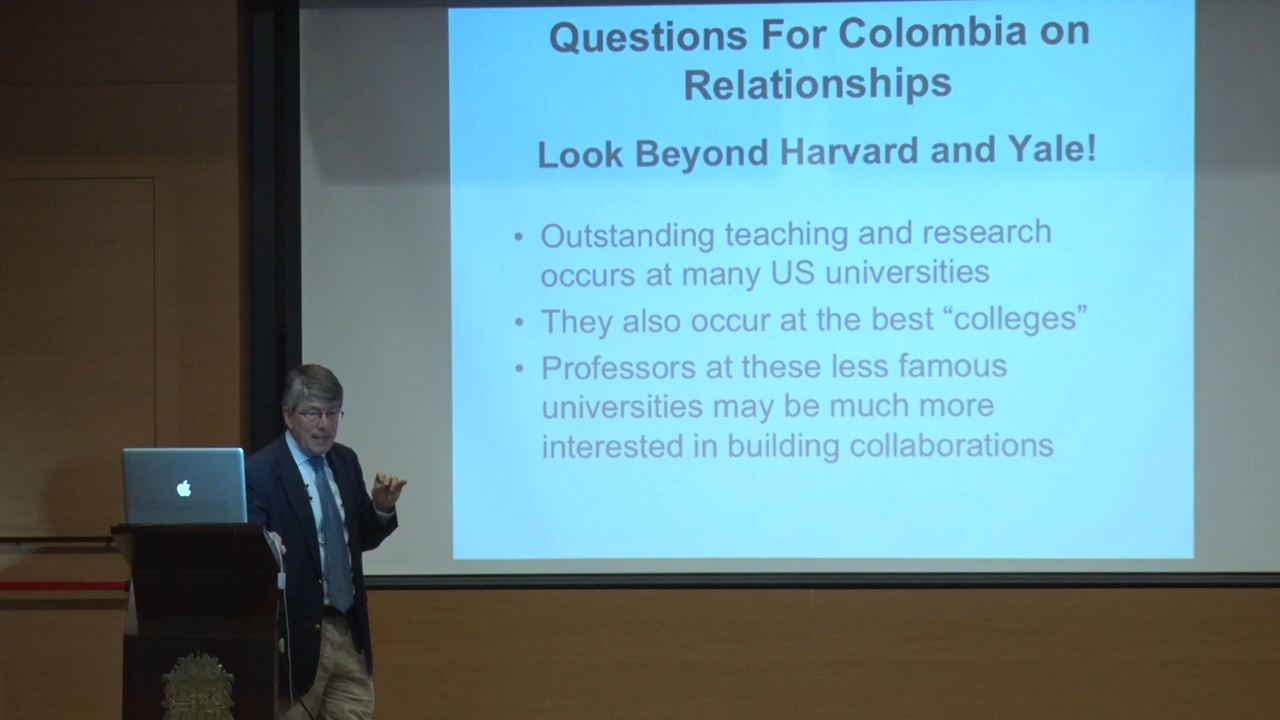 Questions For Colombia on
Relationships
Look Beyond Harvard and Yale!
• Outstanding teaching and research
occurs at many US universities
• They also occur at the best “colleges”
• Professors at these less famous
universities may be much more
interested in building collaborations